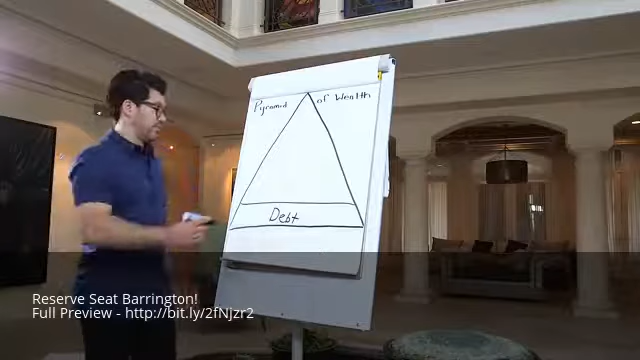 Pyramid of Wealth
Debt
Reserve Seat Barrington!
Full Preview - http://bit.ly/2fNjzr2